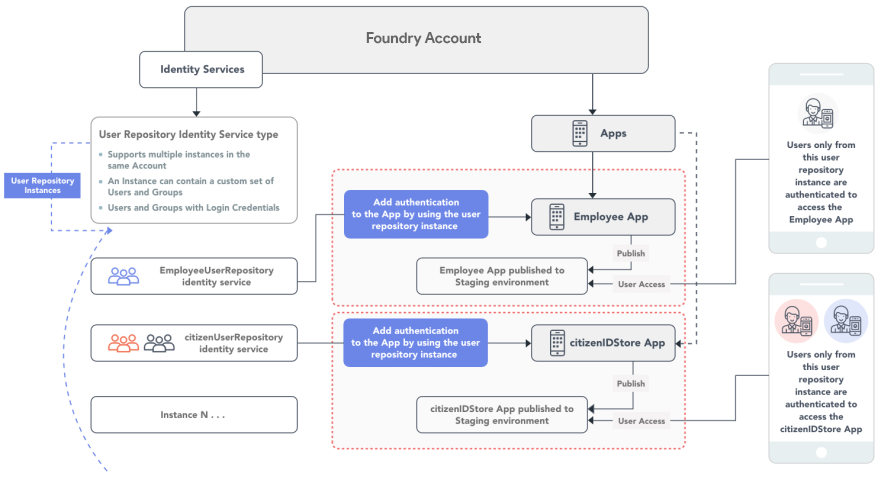 Foundry Account
Identity Services
User Repository Identity Service type
Supports multiple instances in the
same Account
An Instance can contain a custom set of
Users and Groups
Users and Groups with Login Credentials
User Repository
Instances
Apps
Add authentication
to the App by using the user
repository instance
Employee App
Publish
Employee App published to
Staging environment
User Access
EmployeeUserRepository
identity service
citizenUserRepository
identity service
Add authentication
to the App by using the user
repository instance
citizenIDStore App
Publish
citizenIDStore App published to
Staging environment
User Access
Instance N . . .
Users only from
this user
repository
instance are
authenticated to
access the
Employee App
Users only from
this user
repository
instance are
authenticated to
access the
citizenIDStore App